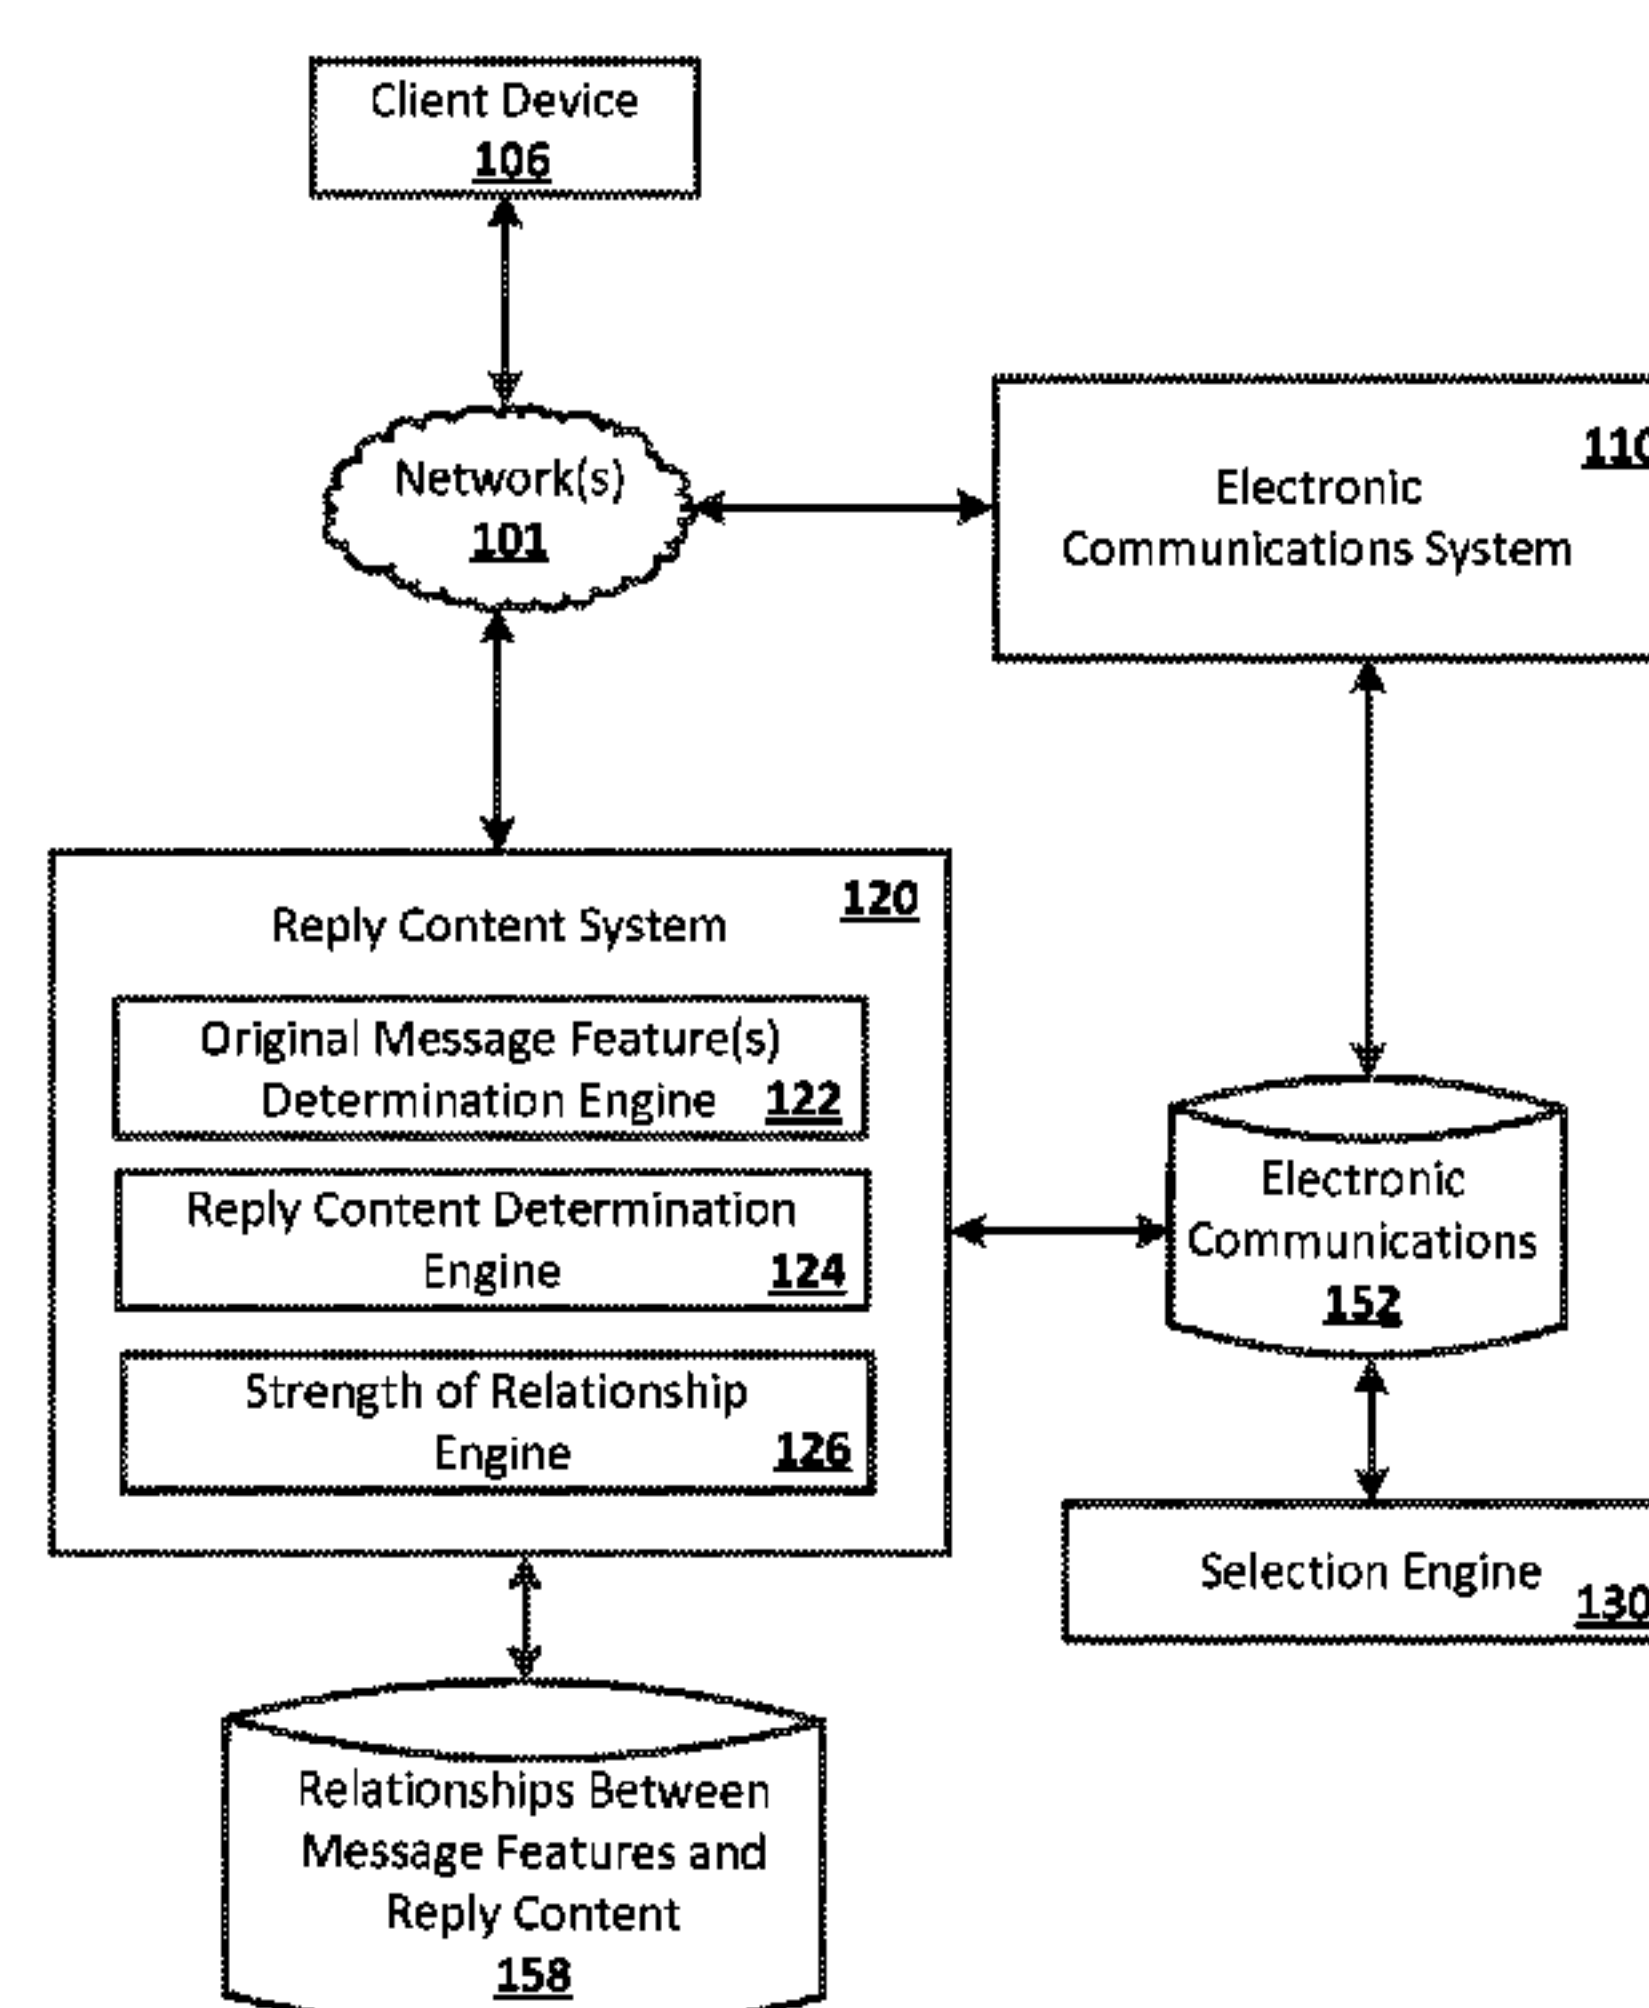 Client Device
106
Network(s)
101
110
Electronic
Communications System
120
Reply Content System
Original Message Feature(s)
Determination Engine 122
Reply Content Determination
Engine 124
Strength of Relationship
Engine 126
Electronic
Communications
152
Selection Engine
130
Relationships Between
Message Features and
Reply Content
158